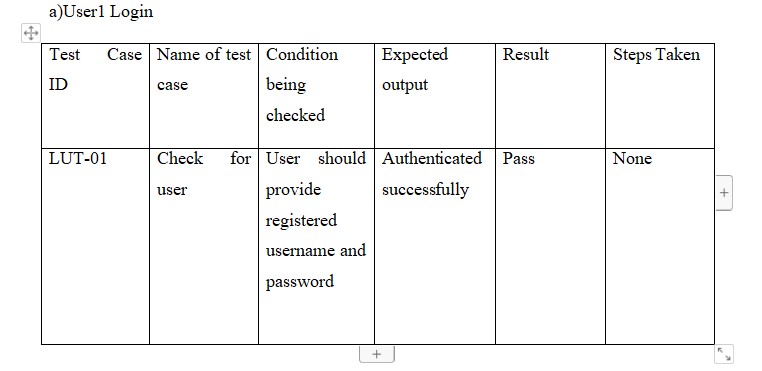 a)User1 Login
Test Case ID
Name of test case
Condition being checked
Expected output
Result
Steps Taken
LUT-01
Check for user
User should provide registered username and password
Authenticated successfully
Pass
None